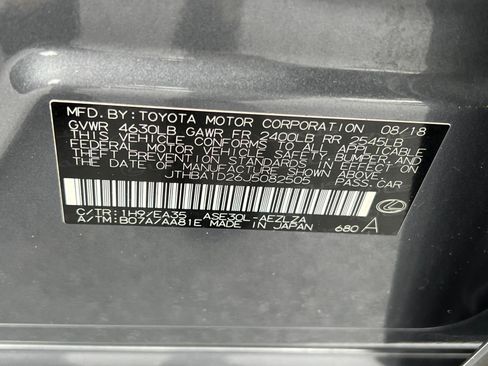 MFD. BY: TOYOTA MOTOR CORPORATION 08/18
GVWR 4630LB GAWR FR 2400LB RR 2545LB
THIS VEHICLE CONFORMS TO ALL APPLICABLE
FEDERAL MOTOR VEHICLE SAFETY, BUMPER, AND
THEFT PREVENTION STANDARDS IN EFFECT ON
THE DATE OF MANUFACTURE SHOWN ABOVE.
JTHBA1D26J5082505 PASS.CAR
C/TR: 1H9/EA35 ASE30L-AEZLZA
A/TM: B07A/AA81E MADE IN JAPAN 680 A